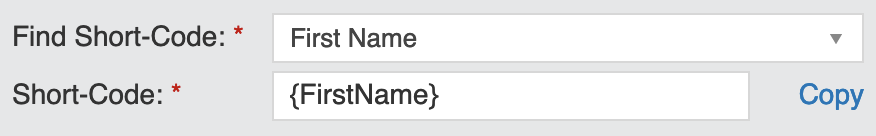 Find Short-Code: * First Name
Short-Code: * {FirstName} Copy